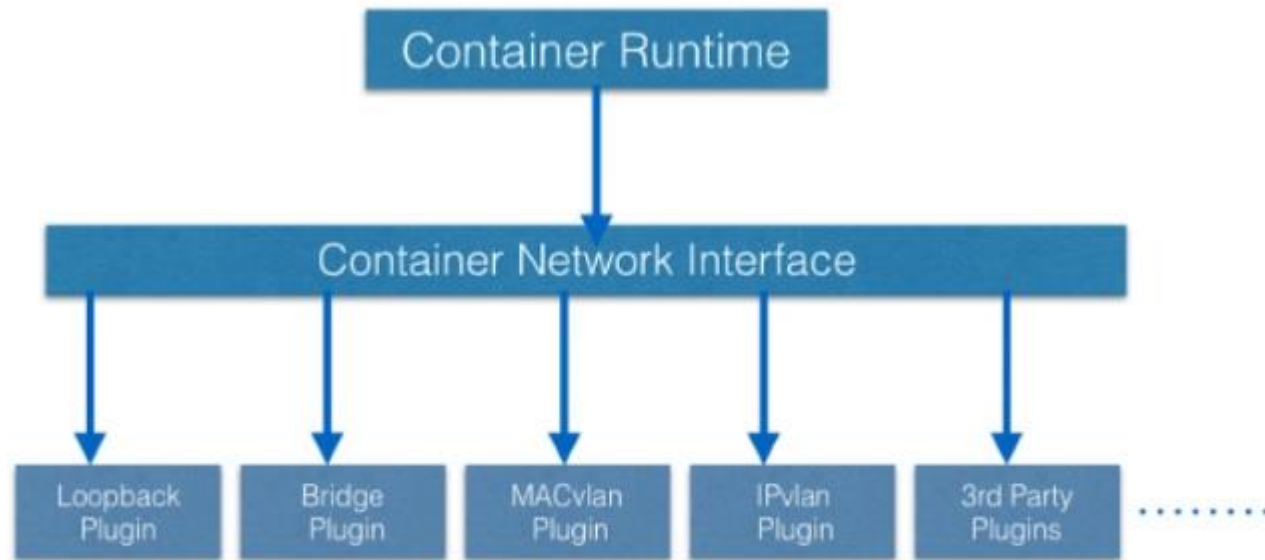 Container Runtime
Container Network Interface
Loopback
Plugin
Bridge
Plugin
MACvlan
Plugin
IPvlan
Plugin
3rd Party
Plugins